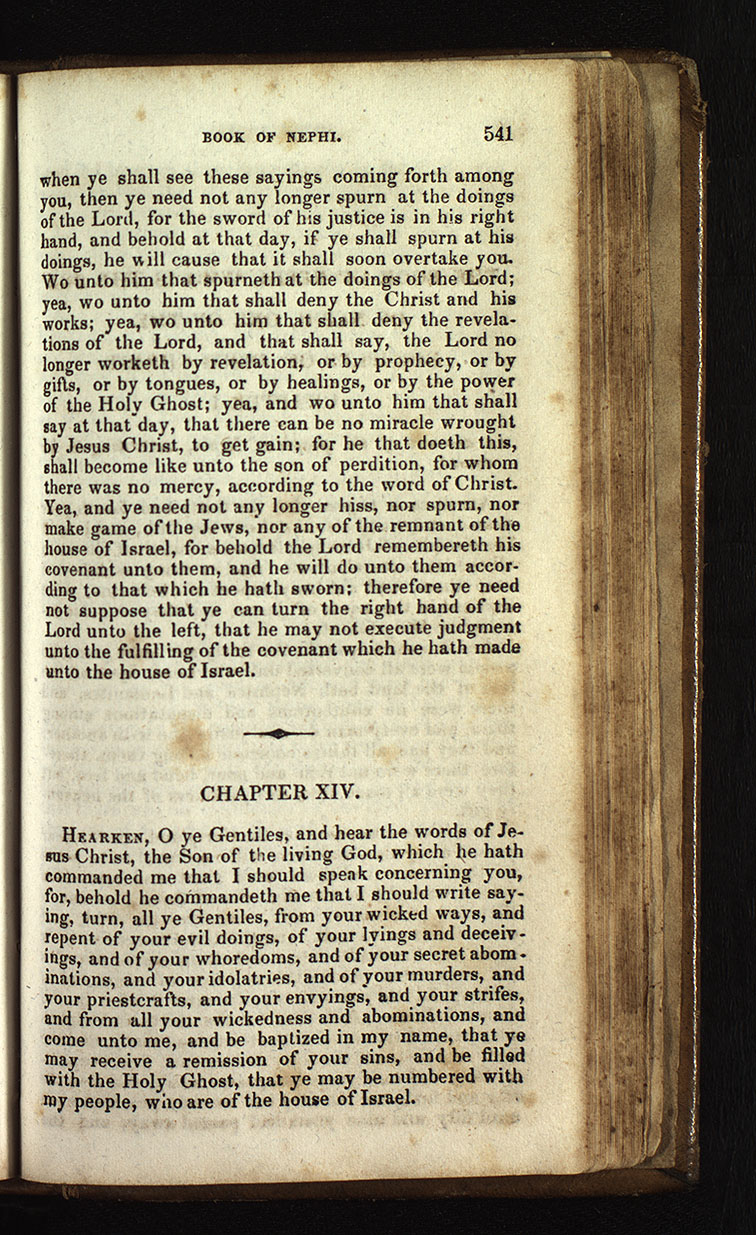 BOOK OF NEPHI. 541
when ye shall see these sayings coming forth among
you, then ye need not any longer spurn at the doings
of the Lord, for the sword of his justice is in his right
hand, and behold at that day, if ye shall spurn at his
doings, he will cause that it shall soon overtake you.
Wo unto him that spurneth at the doings of the Lord;
yea, wo unto him that shall deny the Christ and his
works; yea, wo unto him that shall deny the revela-
tions of the Lord, and that shall say, the Lord no
longer worketh by revelation, or by prophecy, or by
gifts, or by tongues, or by healings, or by the power
of the Holy Ghost; yea, and wo unto him that shall
say at that day, that there can be no miracle wrought
by Jesus Christ, to get gain; for he that doeth this,
shall become like unto the son of perdition, for whom
there was no mercy, according to the word of Christ.
Yea, and ye need not any longer hiss, nor spurn, nor
make game of the Jews, nor any of the remnant of the
house of Israel, for behold the Lord remembereth his
covenant unto them, and he will do unto them accor-
ding to that which he hath sworn; therefore ye need
not suppose that ye can turn the right hand of the
Lord unto the left, that he may not execute judgment
unto the fulfilling of the covenant which he hath made
unto the house of Israel.
CHAPTER XIV.
HEARKEN, O ye Gentiles, and hear the words of Je-
sus Christ, the Son of the living God, which he hath
commanded me that I should speak concerning you,
for, behold he commandeth me that I should write say-
ing, turn, all ye Gentiles, from your wicked ways, and
repent of your evil doings, of your lyings and deceiv-
ings, and of your whoredoms, and of your secret abom-
inations, and your idolatries, and of your murders, and
your priestcrafts, and your envyings, and your strifes,
and from all your wickedness and abominations, and
come unto me, and be baptized in my name, that ye
may receive a remission of your sins, and be filled
with the Holy Ghost, that ye may be numbered with
my people, who are of the house of Israel.